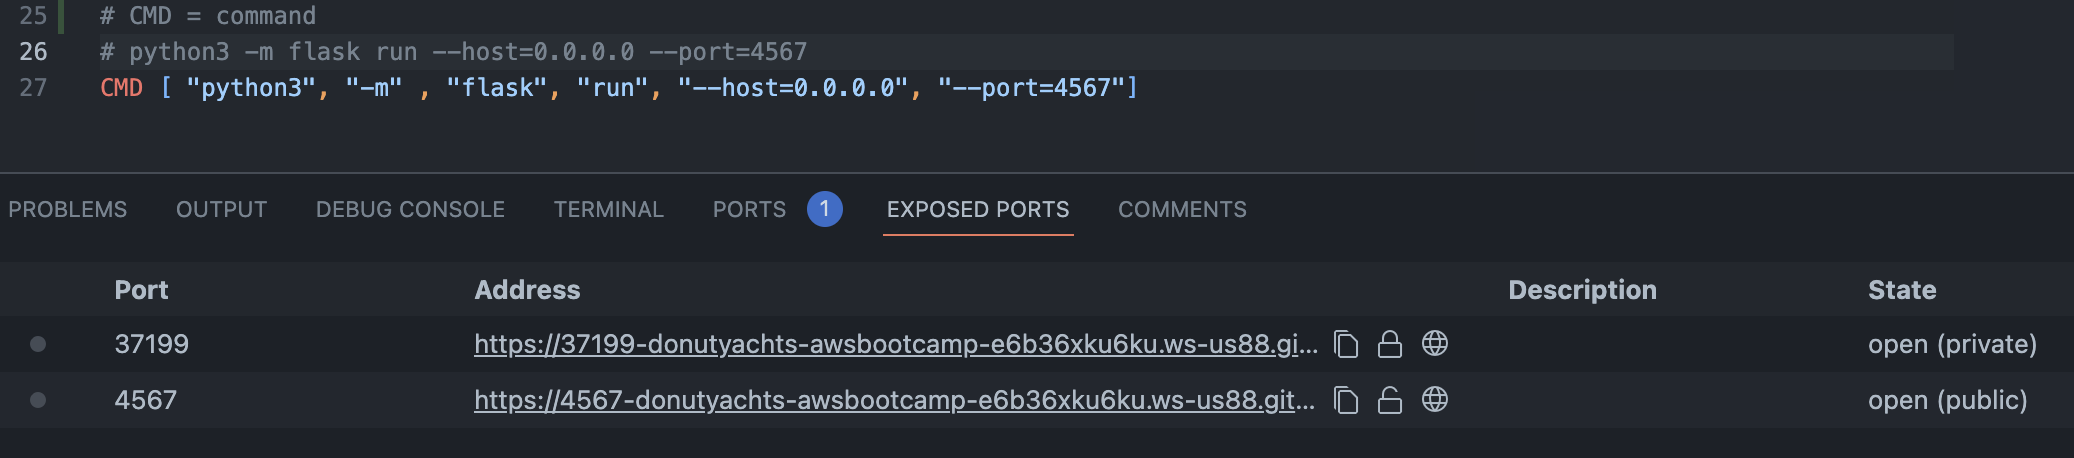 25 # CMD = command
26 # python3 -m flask run --host=0.0.0.0 --port=4567
27 CMD [ "python3", "-m" , "flask", "run", "--host=0.0.0.0", "--port=4567"]
PROBLEMS OUTPUT DEBUG CONSOLE TERMINAL PORTS 1 EXPOSED PORTS COMMENTS
Port Address Description State
37199 https://37199-donutyachts-awsbootcamp-e6b36xku6ku.ws-us88.gi... open (private)
4567 https://4567-donutyachts-awsbootcamp-e6b36xku6ku.ws-us88.git... open (public)